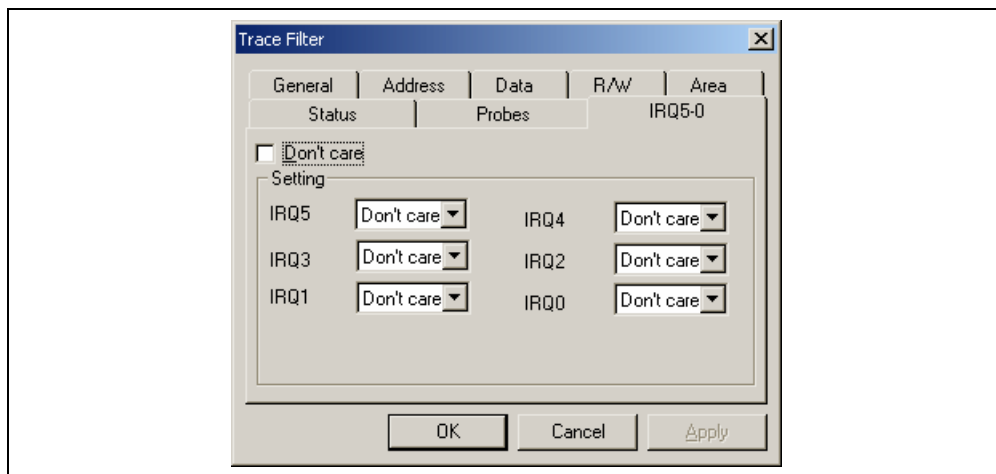 Trace Filter
General Address Data R/W Area
Status Probes IRQ5-0
Don't care
Setting
IRQ5 Don't care IRQ4 Don't care
IRQ3 Don't care IRQ2 Don't care
IRQ1 Don't care IRQ0 Don't care
OK Cancel Apply